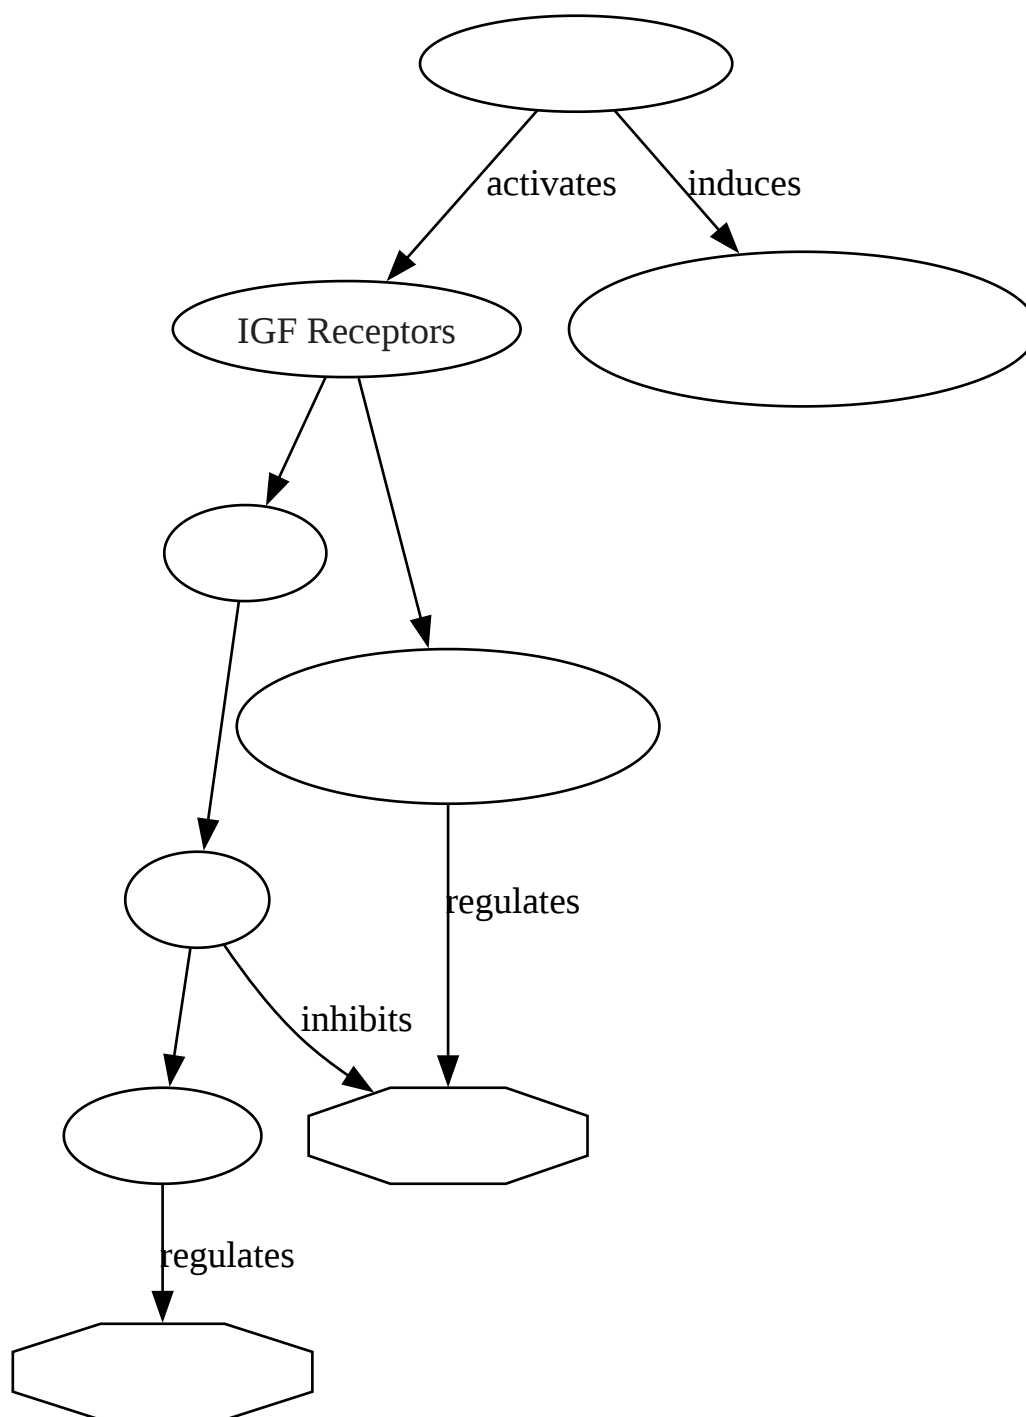 activates
induces
IGF Receptors
regulates
inhibits
regulates